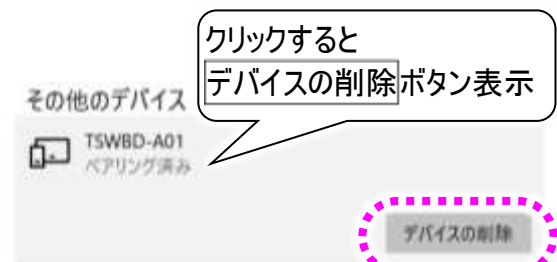 クリックすると
デバイスの削除ボタン表示
その他のデバイス
TSWBD-A01
ペアリング済み
デバイスの削除